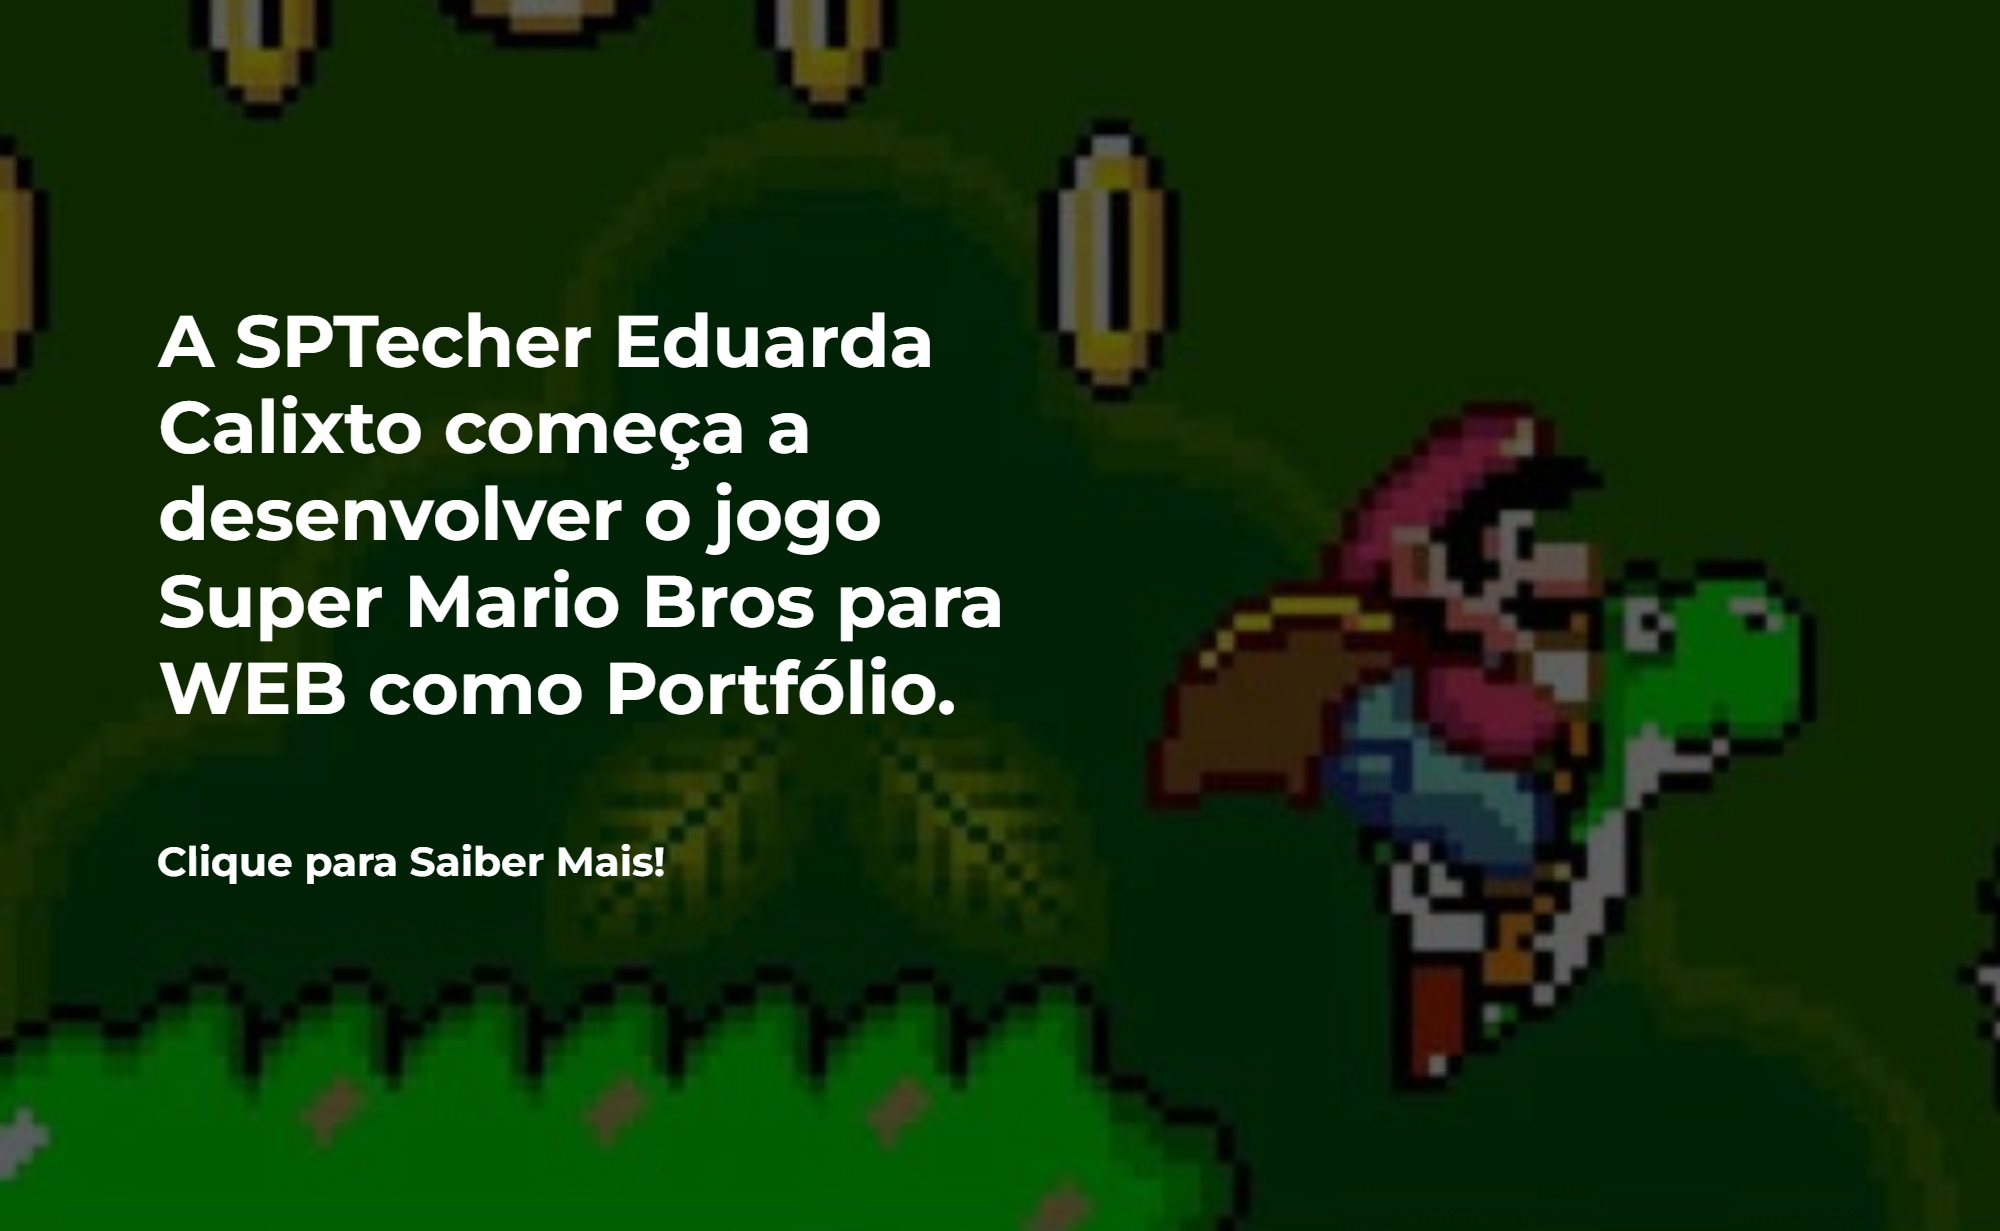 A SPTecher Eduarda
Calixto começa a
desenvolver o jogo
Super Mario Bros para
WEB como Portfólio.
Clique para Saiber Mais!